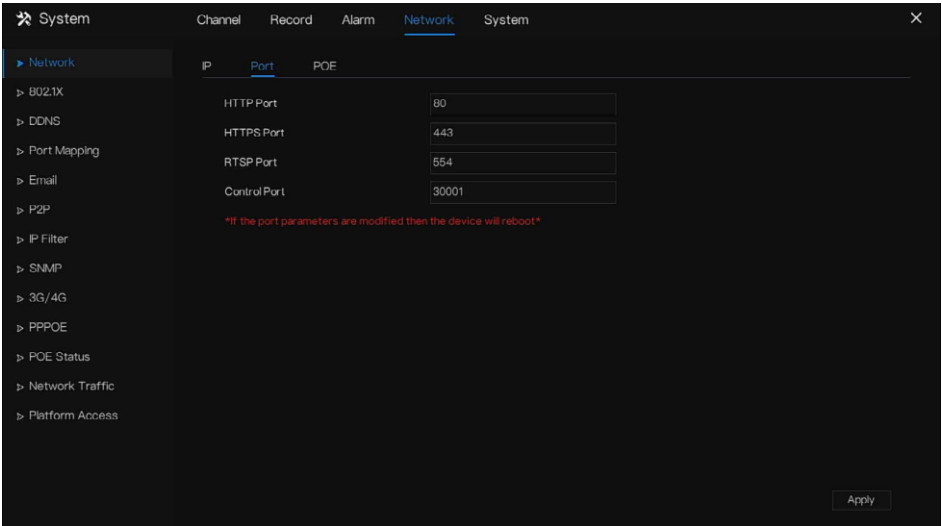 System
Channel Record Alarm Network System
Network
802.1X
DDNS
Port Mapping
Email
P2P
IP Filter
SNMP
3G/4G
PPPOE
POE Status
Network Traffic
Platform Access
IP Port POE
HTTP Port 80
HTTPS Port 443
RTSP Port 554
Control Port 30001
*If the port parameters are modified then the device will reboot*
Apply